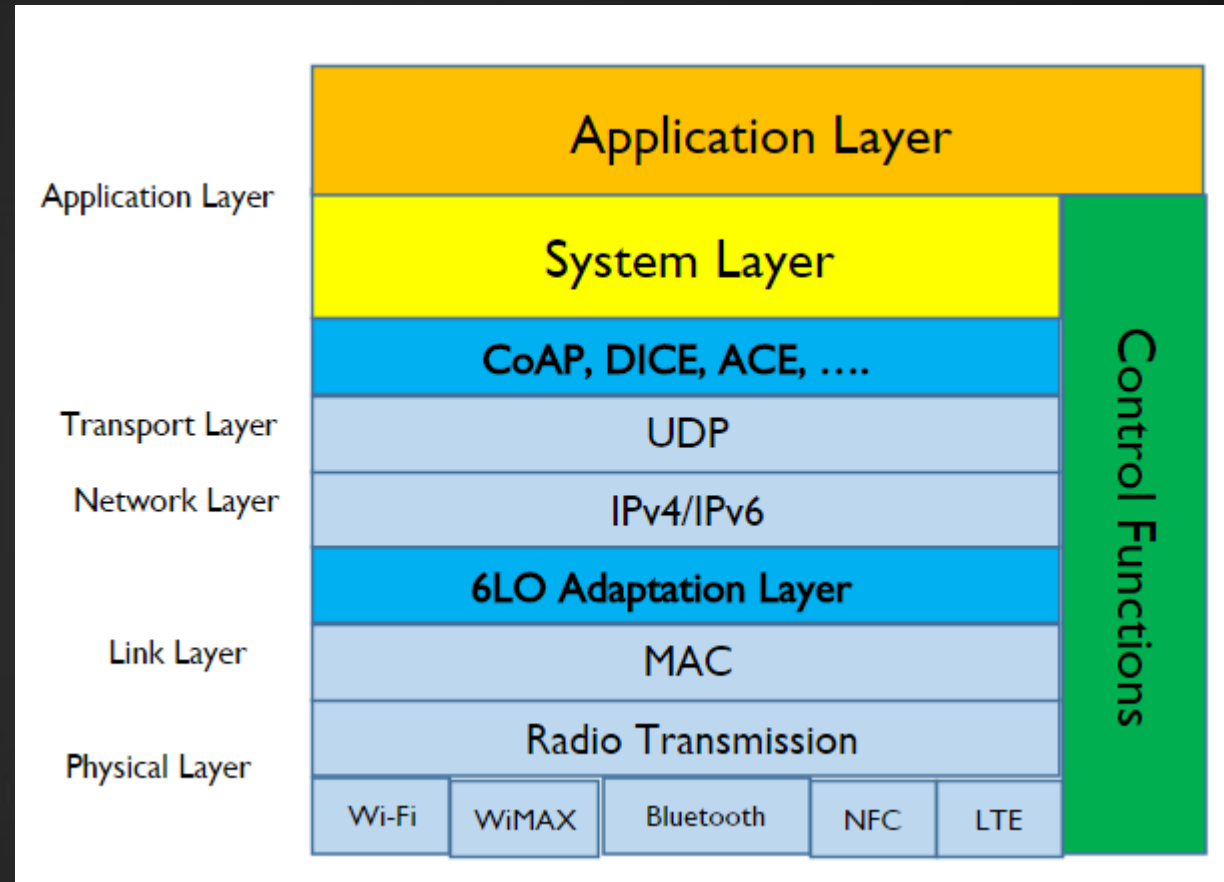 Application Layer
Application Layer
System Layer
CoAP, DICE, ACE, ....
Transport Layer
UDP
Network Layer
IPv4/IPv6
6LO Adaptation Layer
Link Layer
MAC
Radio Transmission
Physical Layer
Wi-Fi
WiMAX
Bluetooth
NFC
LTE
Control Functions